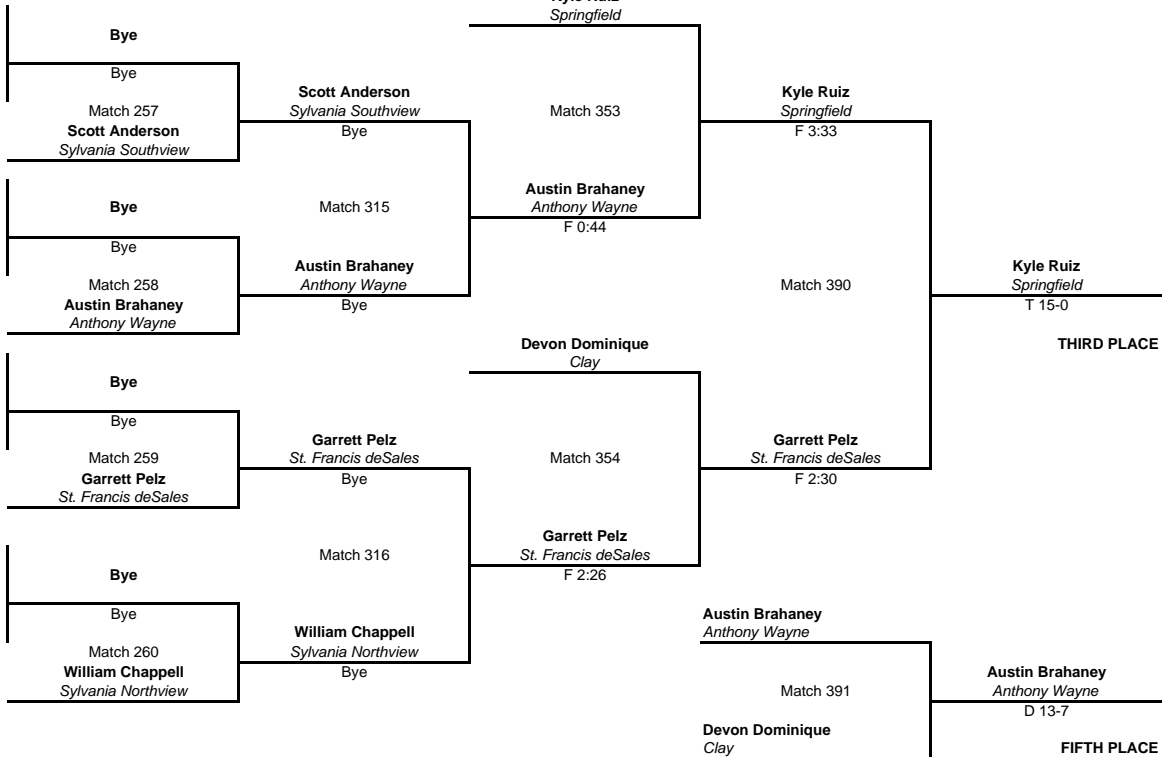 Kyle Ruiz
Springfield
Bye
Bye
Match 257
Scott Anderson
Sylvania Southview
Scott Anderson
Sylvania Southview
Bye
Match 353
Kyle Ruiz
Springfield
F 3:33
Bye
Bye
Match 258
Austin Brahaney
Anthony Wayne
Match 315
Austin Brahaney
Anthony Wayne
Bye
Austin Brahaney
Anthony Wayne
F 0:44
Match 390
Kyle Ruiz
Springfield
T 15-0
THIRD PLACE
Bye
Bye
Match 259
Garrett Pelz
St. Francis deSales
Garrett Pelz
St. Francis deSales
Bye
Devon Dominique
Clay
Match 354
Garrett Pelz
St. Francis deSales
F 2:30
Bye
Bye
Match 260
William Chappell
Sylvania Northview
Match 316
William Chappell
Sylvania Northview
Bye
Garrett Pelz
St. Francis deSales
F 2:26
Austin Brahaney
Anthony Wayne
Match 391
Devon Dominique
Clay
Austin Brahaney
Anthony Wayne
D 13-7
FIFTH PLACE